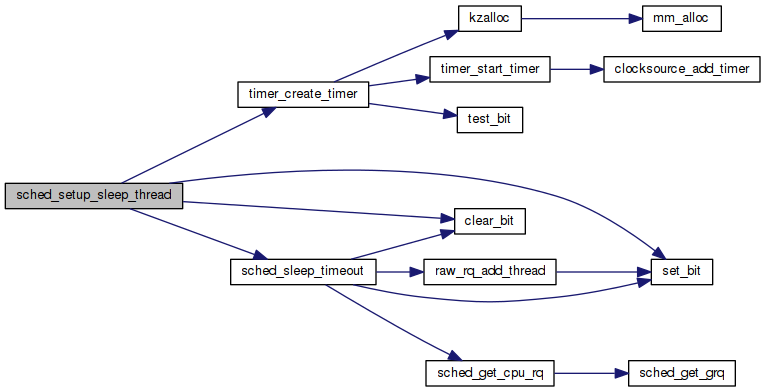 kzalloc
mm_alloc
timer_start_timer
clocksource_add_timer
timer_create_timer
test_bit
sched_setup_sleep_thread
clear_bit
sched_sleep_timeout
raw_rq_add_thread
set_bit
sched_get_cpu_rq
sched_get_grq